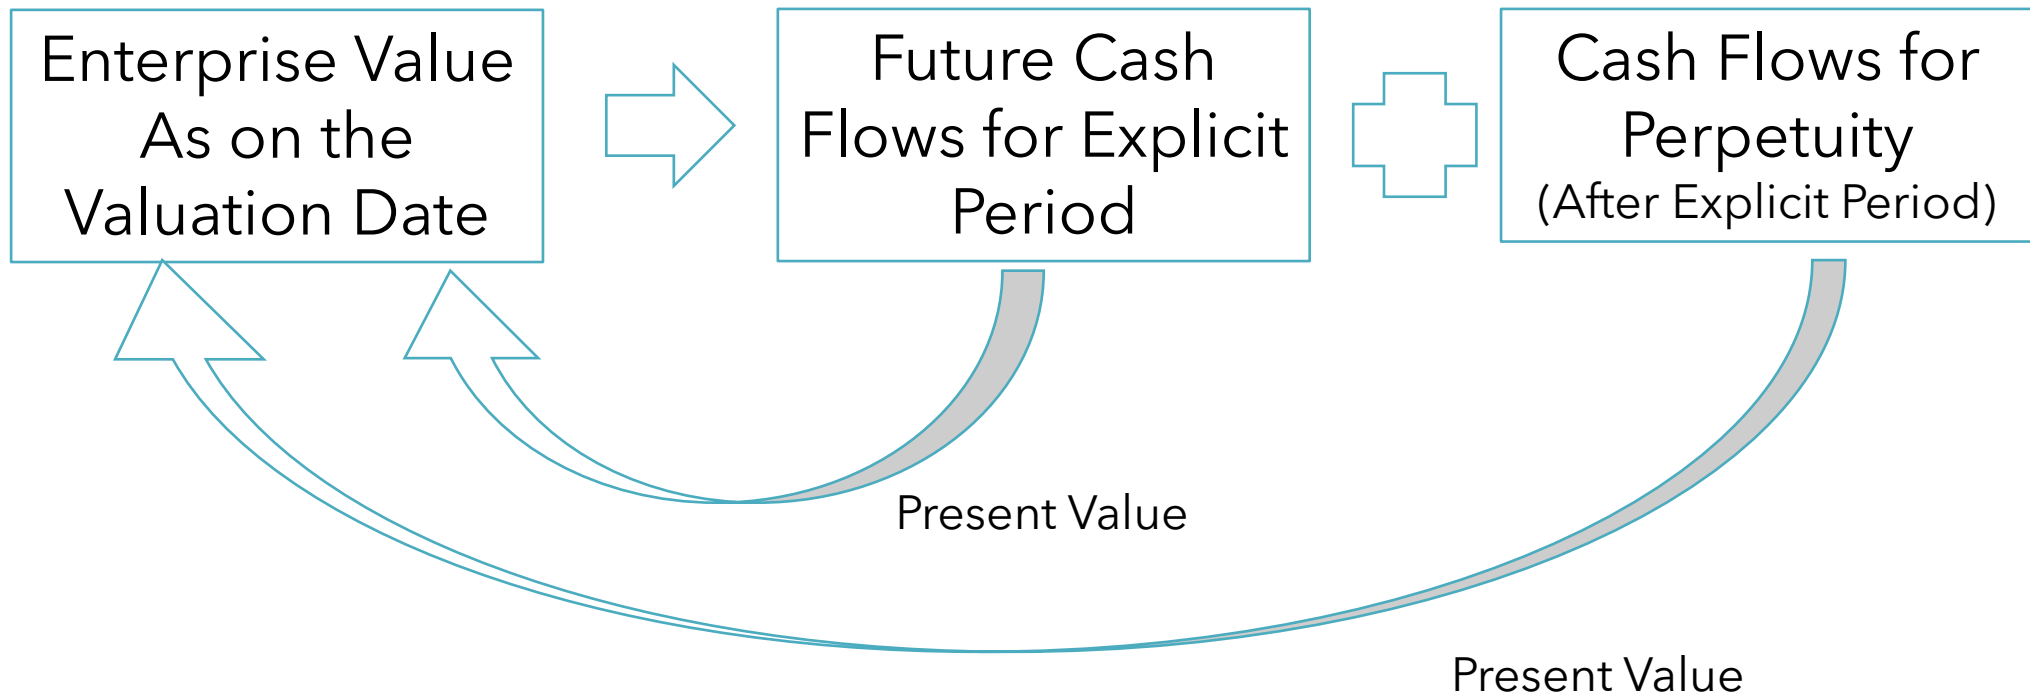 Enterprise Value
As on the
Valuation Date
Future Cash
Flows for Explicit
Period
Cash Flows for
Perpetuity
(After Explicit Period)
Present Value
Present Value